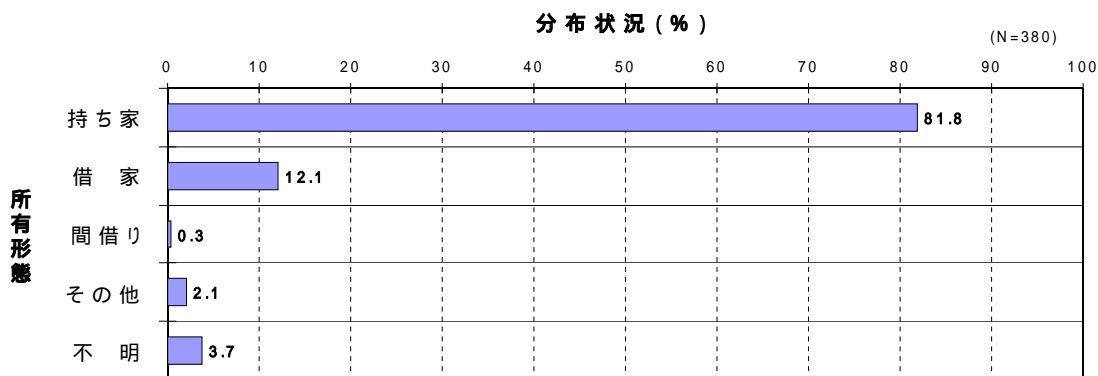 分布状況(%)
(N=380)
0 10 20 30 40 50 60 70 80 90 100
所有形態
持ち家 81.8
借 家 12.1
間借り 0.3
その他 2.1
不 明 3.7